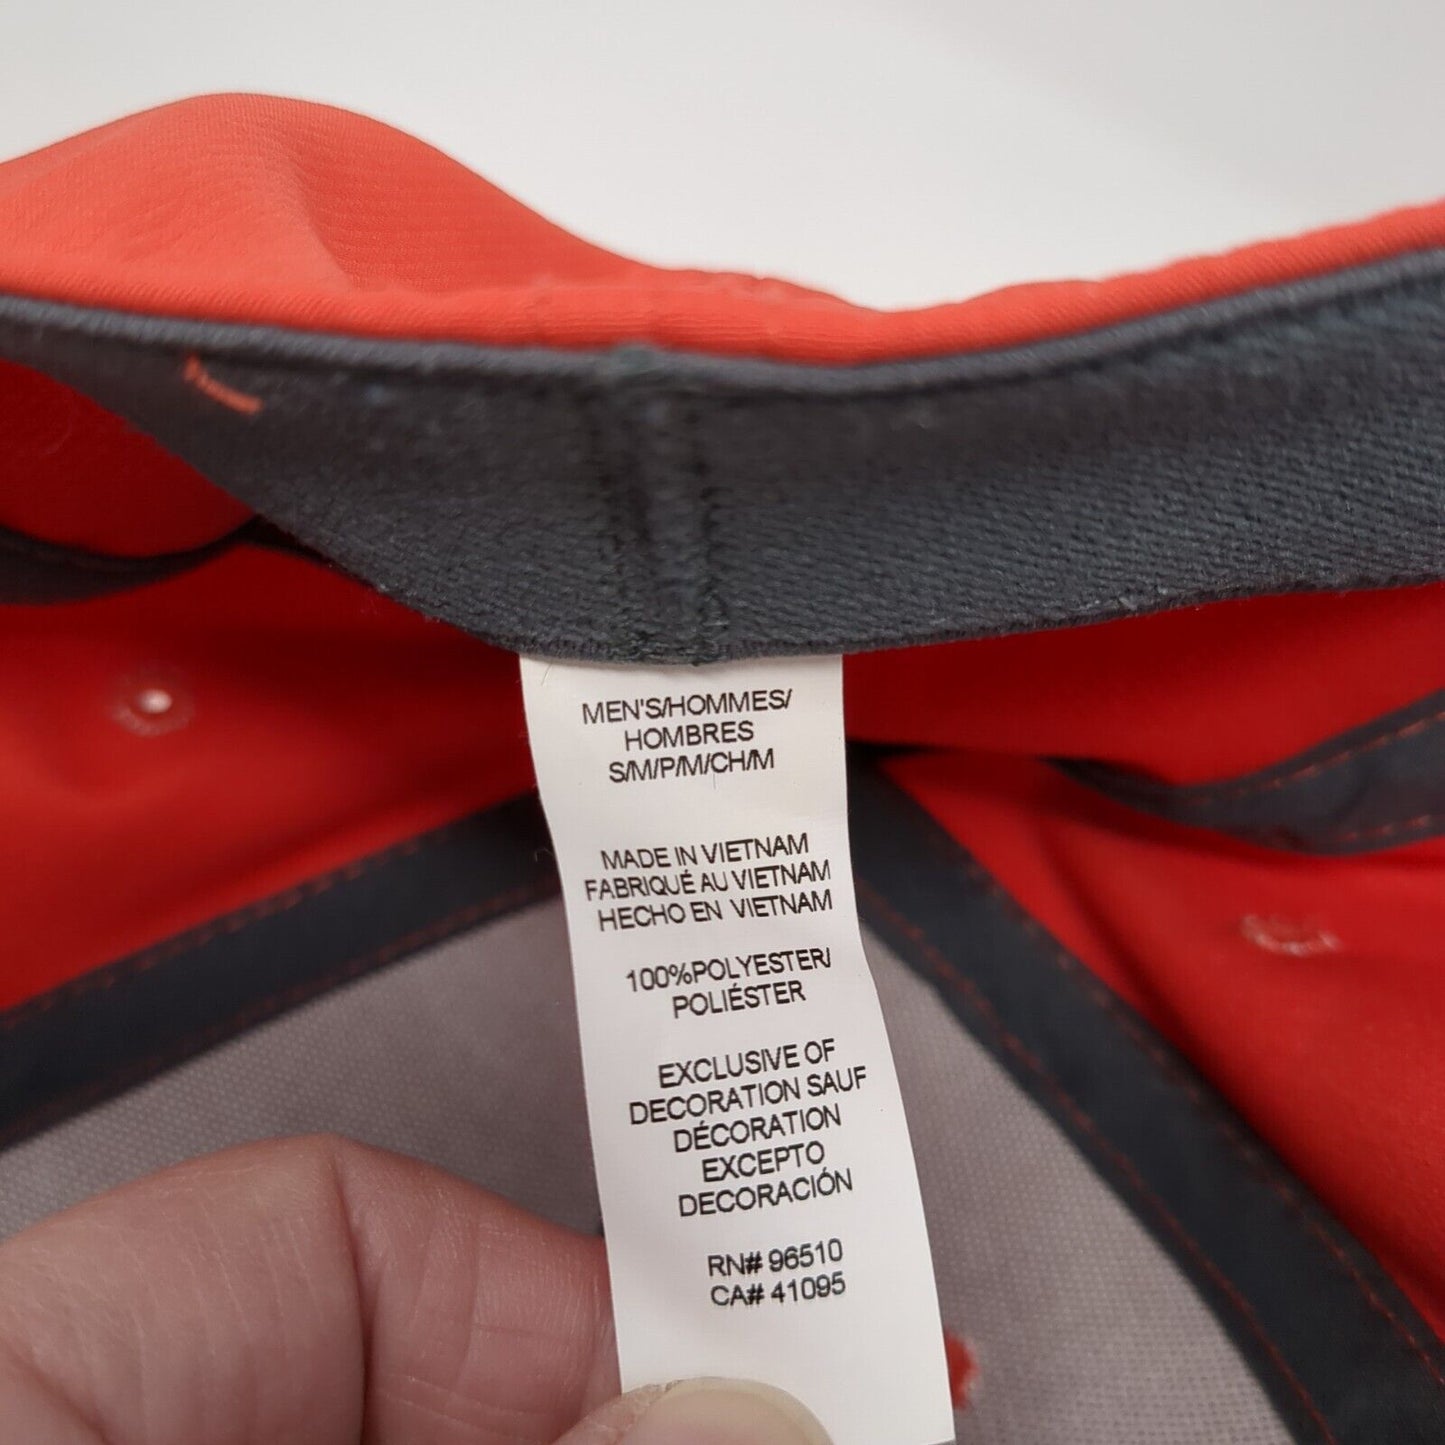 MEN'S/HOMMES/
HOMBRES
S/M/P/M/CH/M
MADE IN VIETNAM
FABRIQUÉ AU VIETNAM
HECHO EN VIETNAM
100%POLYESTER/
POLIÉSTER
EXCLUSIVE OF
DECORATION SAUF
DÉCORATION
EXCEPTO
DECORACIÓN
RN# 96510
CA# 41095